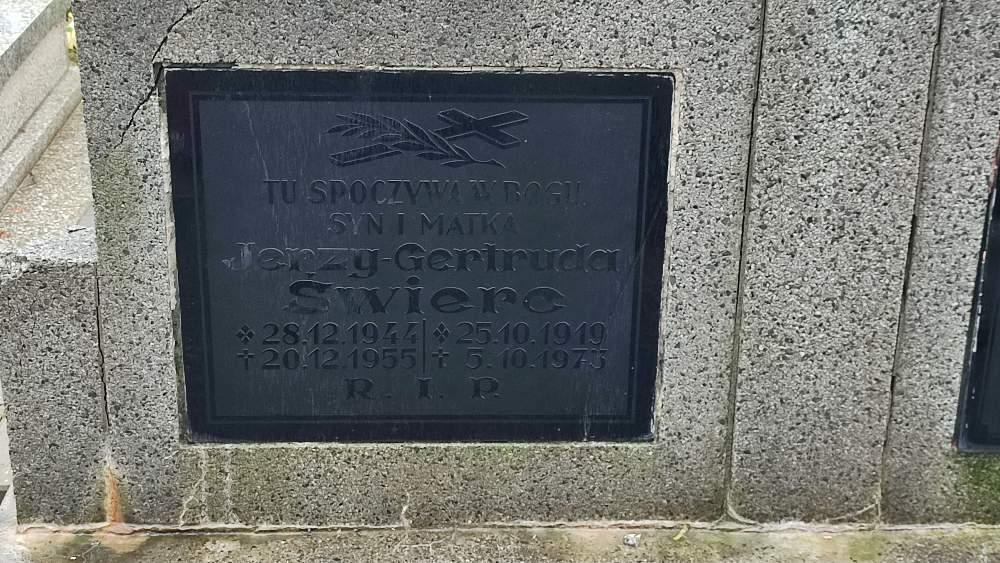 TU SPOCZYWA W BOGU
SYN I MATKA
Jerzy-Gertruda
Swierc
* 28.12.1944 * 25.10.1919
† 20.12.1955 † 5.10.1973
R. I. P.